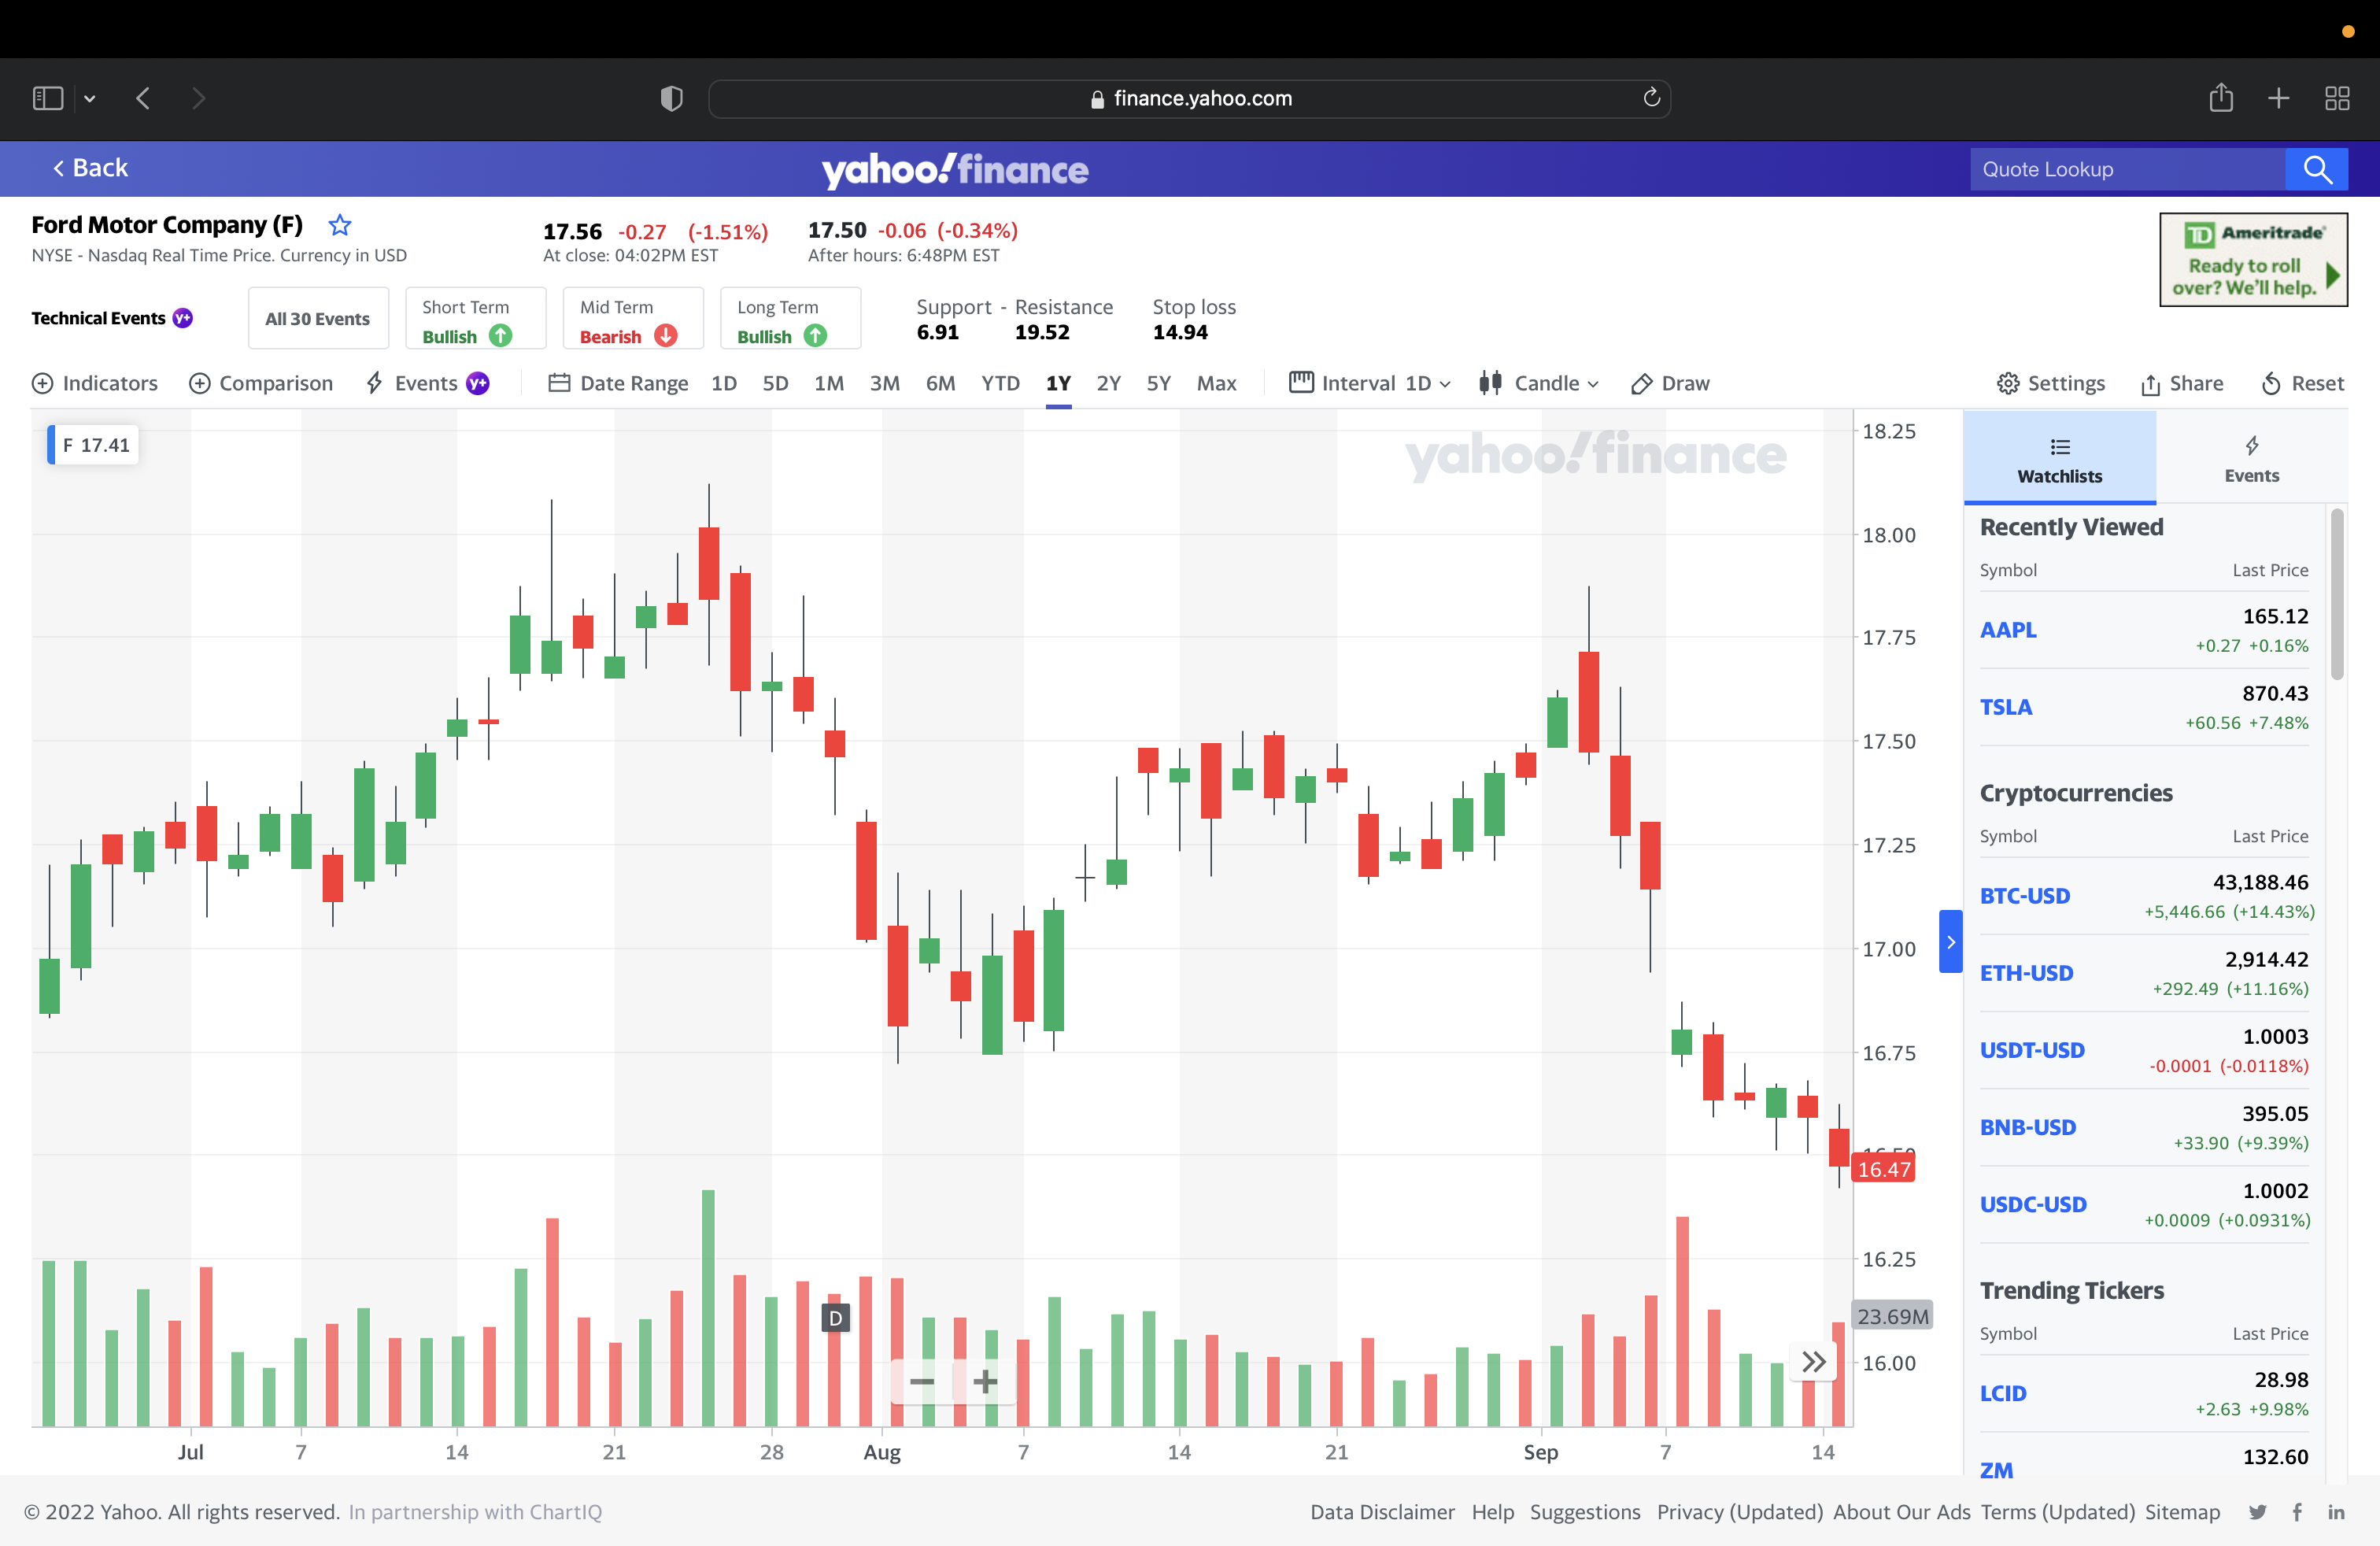 finance.yahoo.com
Back
yahoo!finance
Quote Lookup
Ford Motor Company (F)
17.56 -0.27 (-1.51%)
17.50 -0.06 (-0.34%)
NYSE - Nasdaq Real Time Price. Currency in USD
At close: 04:02PM EST
After hours: 6:48PM EST
TD Ameritrade
Ready to roll
over? We'll help.
Technical Events y+
All 30 Events
Short Term
Bullish
Mid Term
Bearish
Long Term
Bullish
Support - Resistance
6.91 19.52
Stop loss
14.94
Indicators Comparison Events y+ Date Range 1D 5D 1M 3M 6M YTD 1Y 2Y 5Y Max Interval 1D Candle Draw Settings Share Reset
F 17.41
yahoo!finance
18.25
18.00
17.75
17.50
17.25
17.00
16.75
16.50
16.47
16.25
23.69M
16.00
D
Jul 7 14 21 28 Aug 7 14 21 Sep 7 14
Watchlists
Events
Recently Viewed
Symbol Last Price
AAPL 165.12
+0.27 +0.16%
TSLA 870.43
+60.56 +7.48%
Cryptocurrencies
Symbol Last Price
BTC-USD 43,188.46
+5,446.66 (+14.43%)
ETH-USD 2,914.42
+292.49 (+11.16%)
USDT-USD 1.0003
-0.0001 (-0.0118%)
BNB-USD 395.05
+33.90 (+9.39%)
USDC-USD 1.0002
+0.0009 (+0.0931%)
Trending Tickers
Symbol Last Price
LCID 28.98
+2.63 +9.98%
ZM 132.60
© 2022 Yahoo. All rights reserved. In partnership with ChartIQ
Data Disclaimer Help Suggestions Privacy (Updated) About Our Ads Terms (Updated) Sitemap